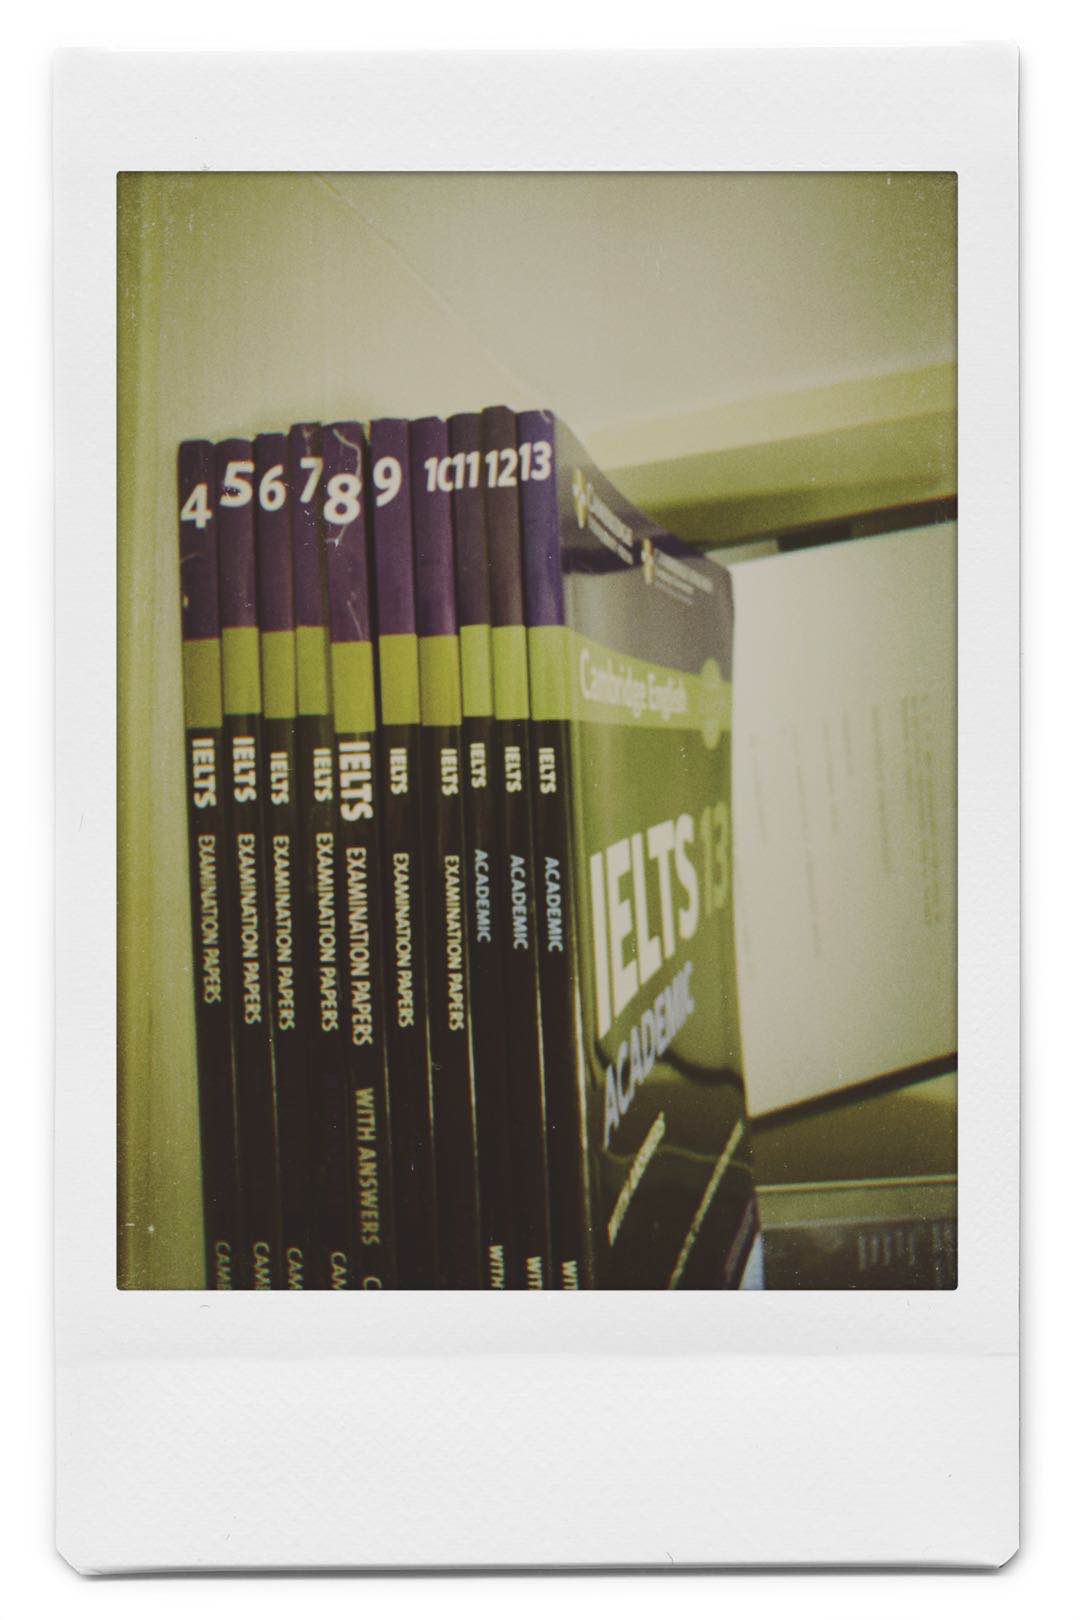 4
IELTS EXAMINATION PAPERS
5
IELTS EXAMINATION PAPERS
6
IELTS EXAMINATION PAPERS
7
IELTS EXAMINATION PAPERS
8
IELTS EXAMINATION PAPERS WITH ANSWERS
9
IELTS EXAMINATION PAPERS
10
IELTS EXAMINATION PAPERS
11
IELTS ACADEMIC WITH
12
IELTS ACADEMIC
13
IELTS ACADEMIC
Cambridge English
IELTS 13
ACADEMIC